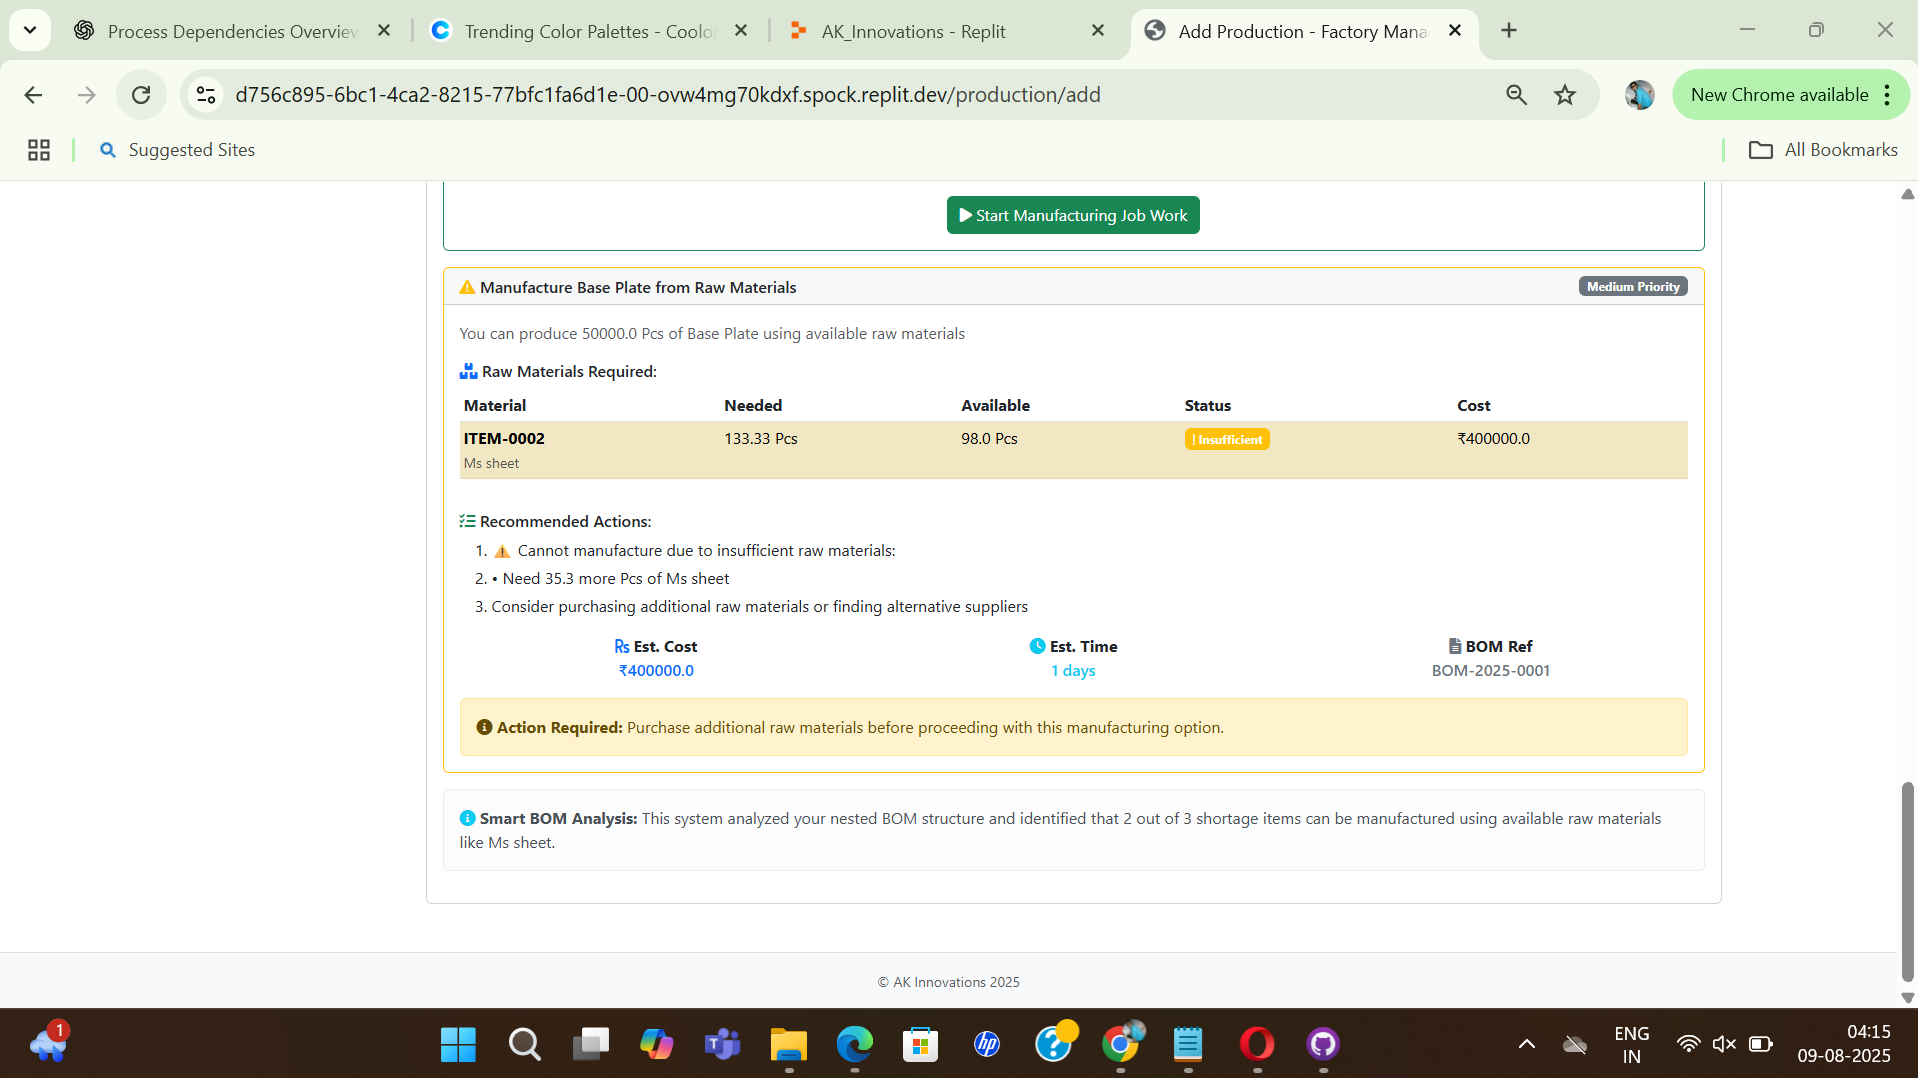 Process Dependencies Overview
Trending Color Palettes - Coolo
AK_Innovations - Replit
Add Production - Factory Mana
d756c895-6bc1-4ca2-8215-77bfc1fa6d1e-00-ovw4mg70kdxf.spock.replit.dev/production/add
New Chrome available
Suggested Sites
All Bookmarks
Start Manufacturing Job Work
Manufacture Base Plate from Raw Materials
Medium Priority
You can produce 50000.0 Pcs of Base Plate using available raw materials
Raw Materials Required:
Material Needed Available Status Cost
ITEM-0002 133.33 Pcs 98.0 Pcs ! Insufficient ₹400000.0
Ms sheet
Recommended Actions:
1. ⚠ Cannot manufacture due to insufficient raw materials:
2. • Need 35.3 more Pcs of Ms sheet
3. Consider purchasing additional raw materials or finding alternative suppliers
Rs Est. Cost Est. Time BOM Ref
₹400000.0 1 days BOM-2025-0001
Action Required: Purchase additional raw materials before proceeding with this manufacturing option.
Smart BOM Analysis: This system analyzed your nested BOM structure and identified that 2 out of 3 shortage items can be manufactured using available raw materials
like Ms sheet.
© AK Innovations 2025
1
hp
ENG
IN
04:15
09-08-2025